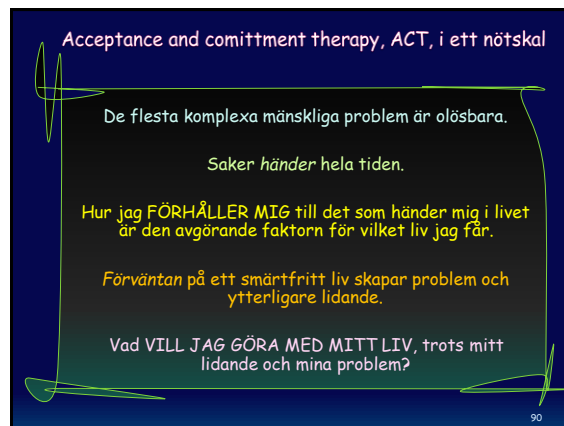 Acceptance and comittment therapy, ACT, i ett nötskal
De flesta komplexa mänskliga problem är olösbara.
Saker händer hela tiden.
Hur jag FÖRHÅLLER MIG till det som händer mig i livet
är den avgörande faktorn för vilket liv jag får.
Förväntan på ett smärtfritt liv skapar problem och
ytterligare lidande.
Vad VILL JAG GÖRA MED MITT LIV, trots mitt
lidande och mina problem?
90